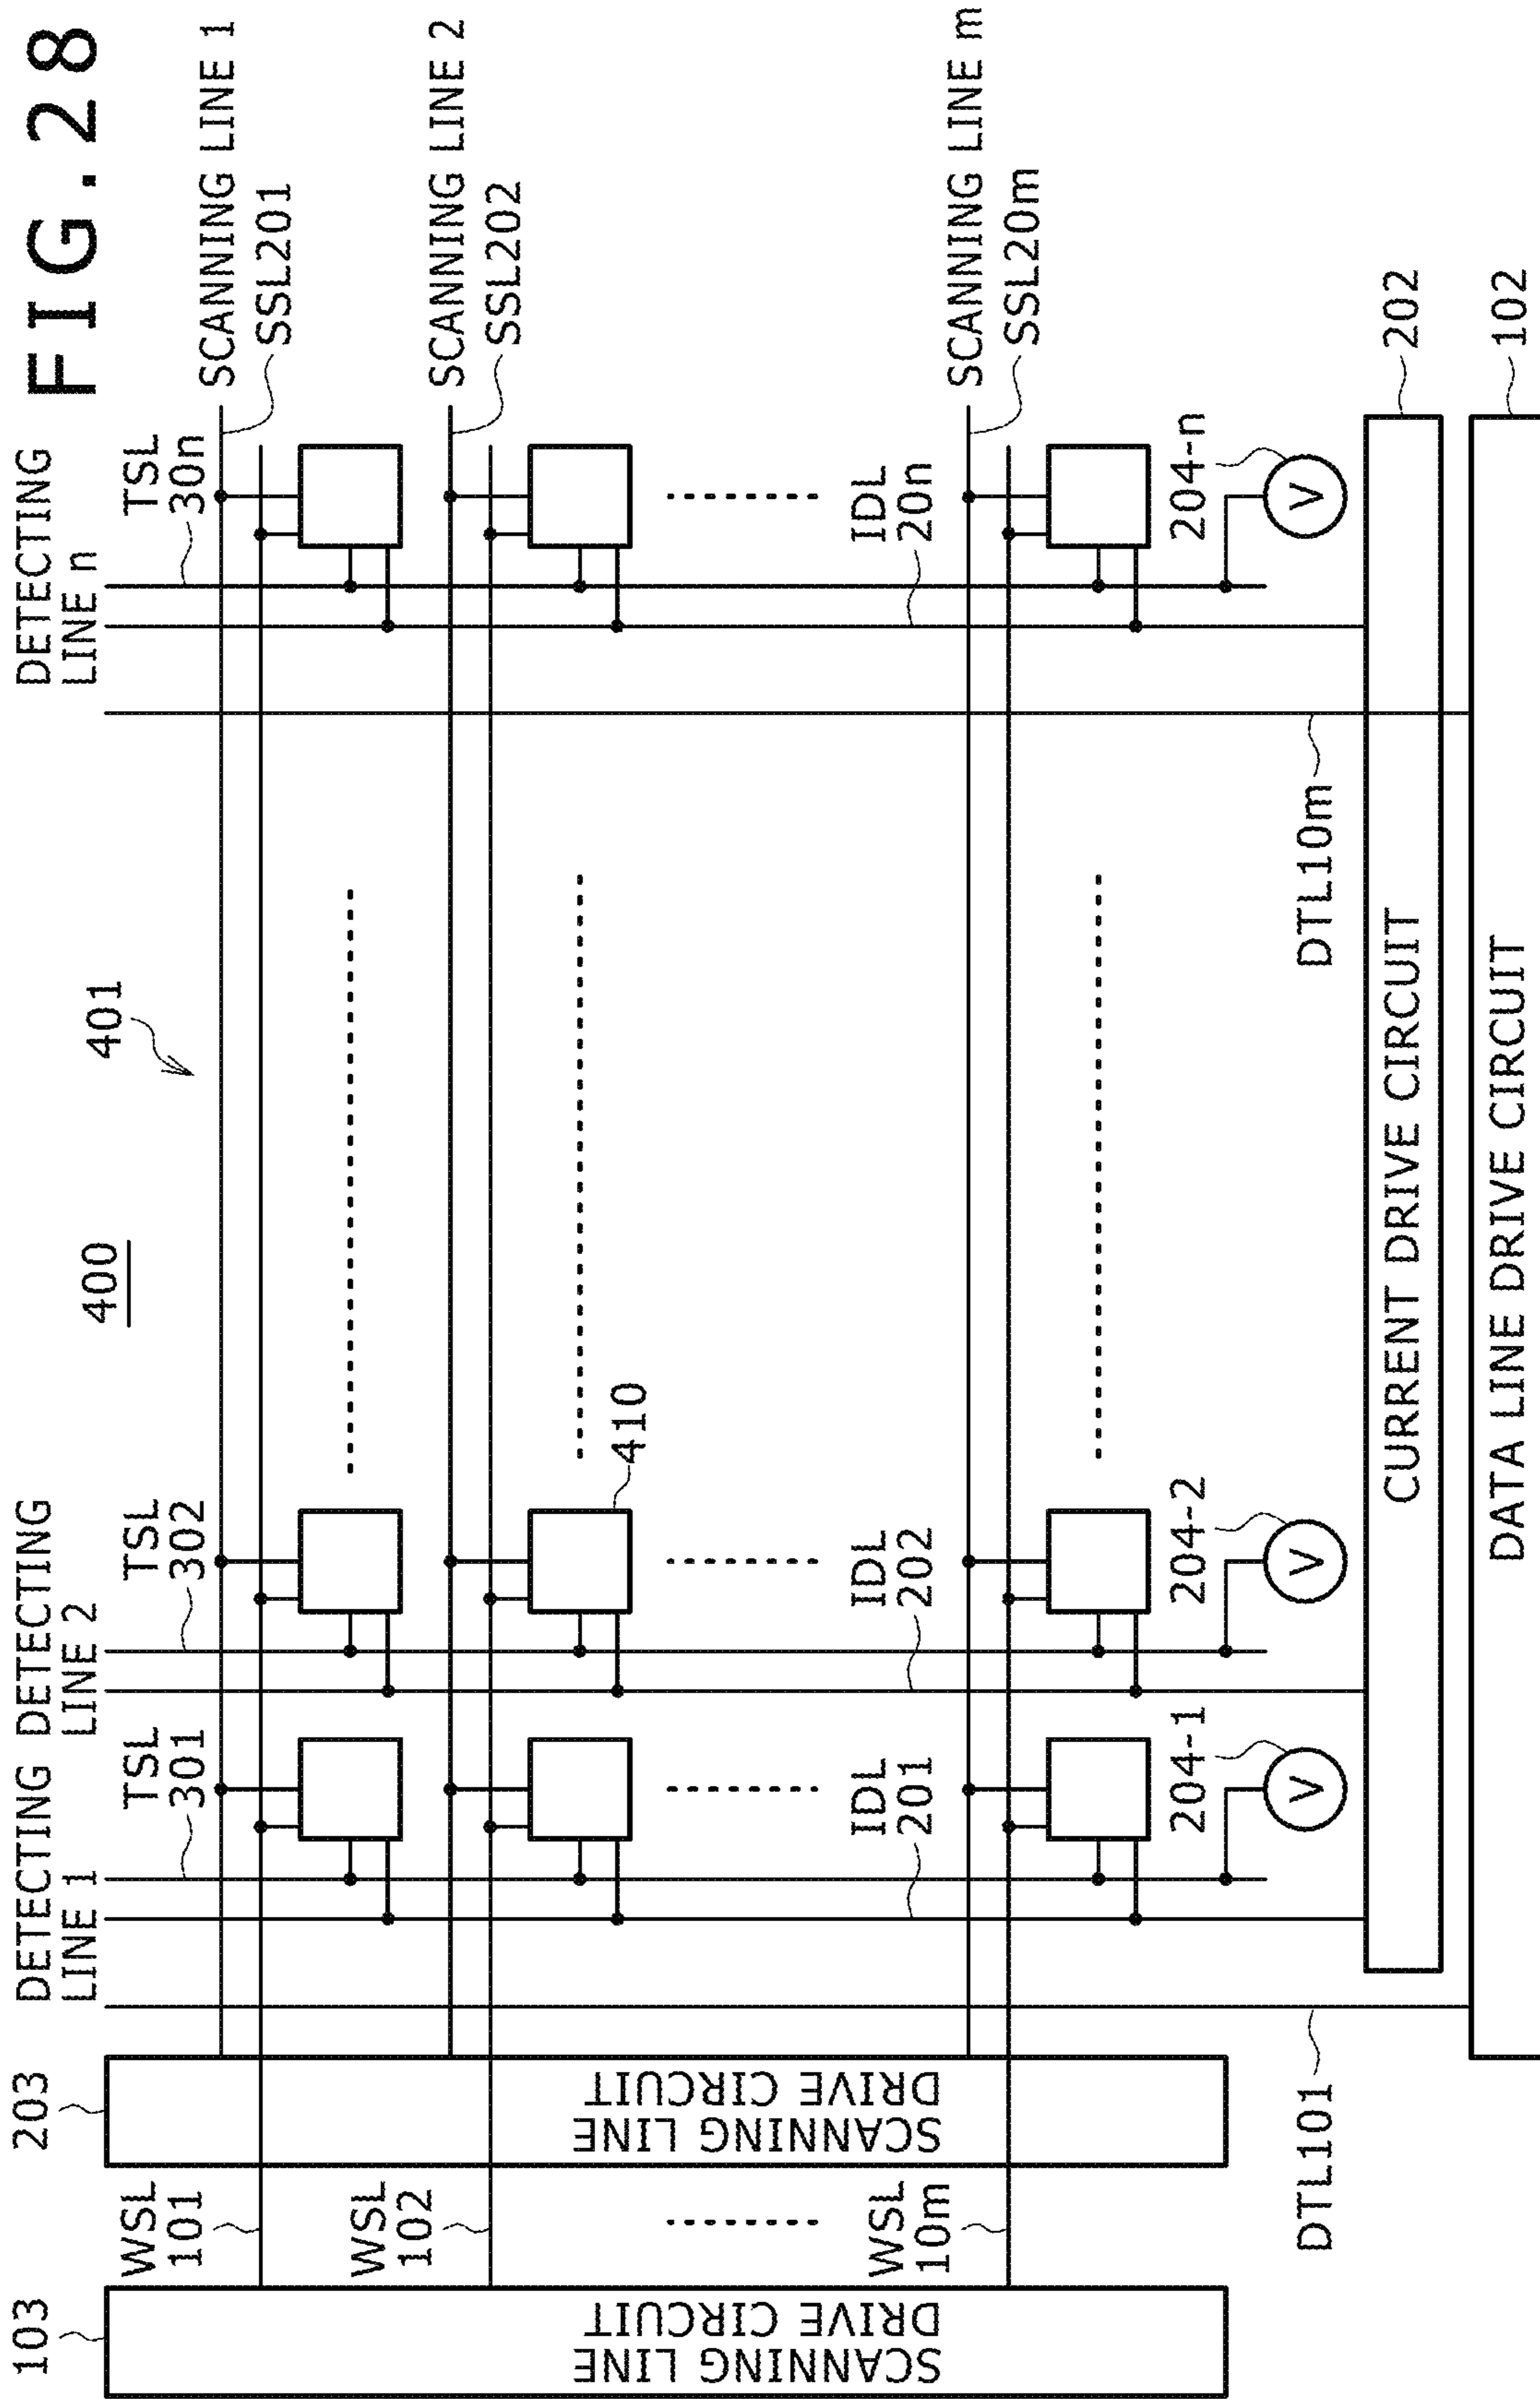 FIG.28
400
401
103
203
DETECTING
LINE 1
DETECTING
LINE 2
DETECTING
LINE n
TSL
301
TSL
302
TSL
30n
SCANNING LINE 1
SSL201
WSL
101
SCANNING LINE 2
SSL202
WSL
102
410
SCANNING LINE
DRIVE CIRCUIT
SCANNING LINE
DRIVE CIRCUIT
IDL
201
IDL
202
IDL
20n
SCANNING LINE m
SSL20m
WSL
10m
204-1
204-2
204-n
V
V
V
DTL101
DTL10m
CURRENT DRIVE CIRCUIT
202
DATA LINE DRIVE CIRCUIT
102